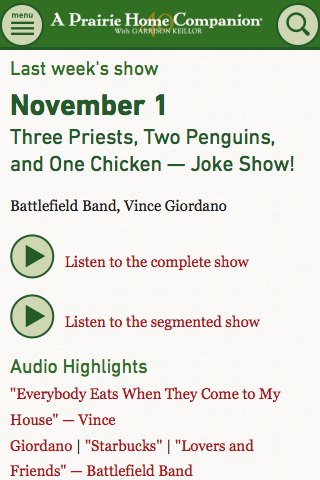 menu
A Prairie Home Companion
With GARRISON KEILLOR
Last week's show
November 1
Three Priests, Two Penguins,
and One Chicken — Joke Show!
Battlefield Band, Vince Giordano
Listen to the complete show
Listen to the segmented show
Audio Highlights
"Everybody Eats When They Come to My
House" — Vince
Giordano | "Starbucks" | "Lovers and
Friends" — Battlefield Band